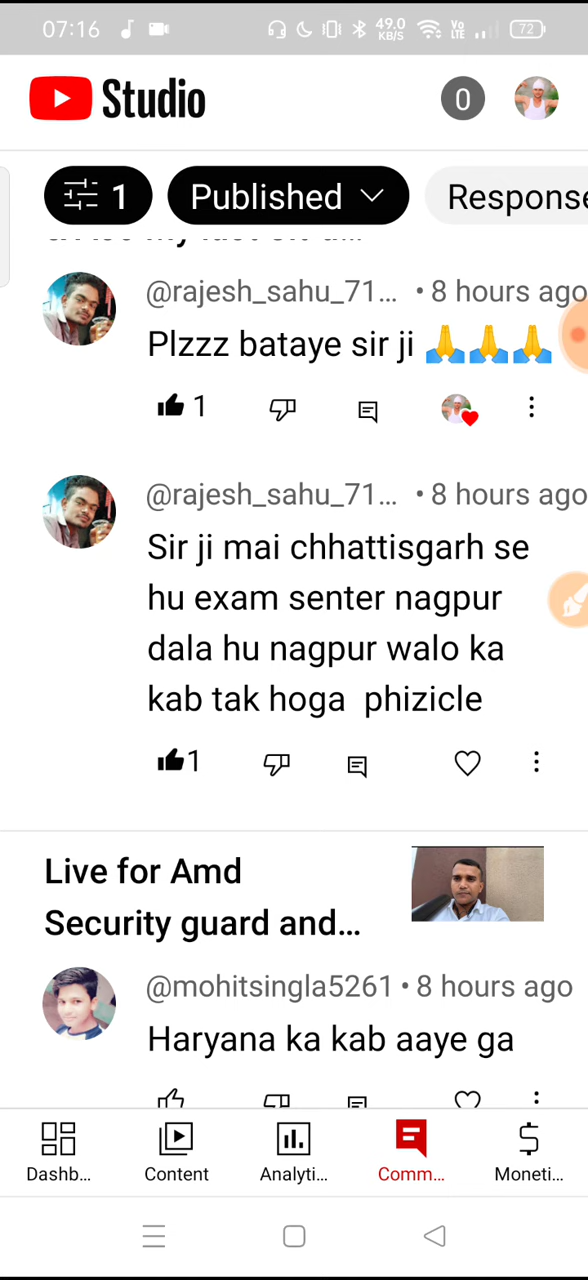 07:16
49.0
KB/S
Vo
LTE
72
Studio
0
1
Published
Response
@rajesh_sahu_71... • 8 hours ago
Plzzz bataye sir ji 🙏🙏🙏
1
@rajesh_sahu_71... • 8 hours ago
Sir ji mai chhattisgarh se
hu exam senter nagpur
dala hu nagpur walo ka
kab tak hoga phizicle
1
Live for Amd
Security guard and...
@mohitsingla5261 • 8 hours ago
Haryana ka kab aaye ga
Dashb...
Content
Analyti...
Comm...
Moneti...